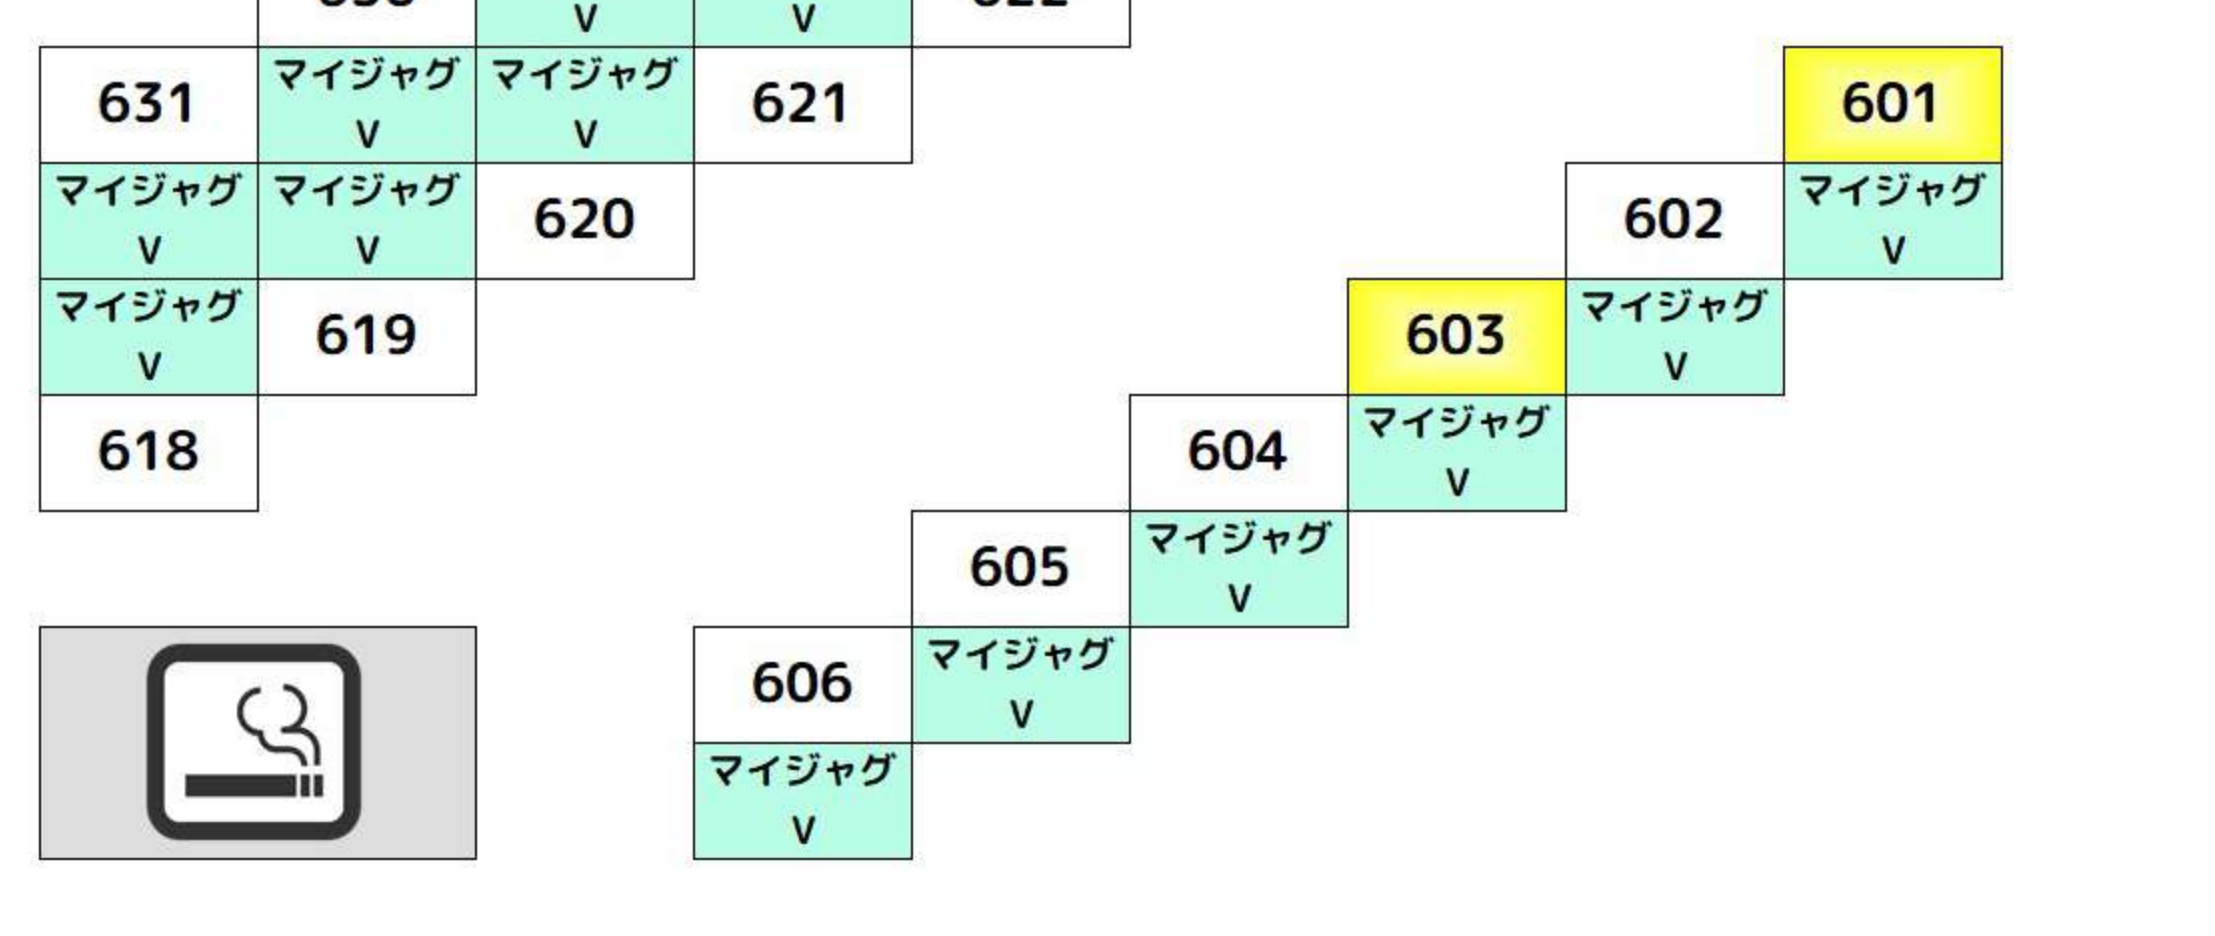 V V
631 マイジャグ マイジャグ 621 601
V V
マイジャグ マイジャグ 620 602 マイジャグ
V V V
マイジャグ 619 603 マイジャグ
V V
618 604 マイジャグ
V
605 マイジャグ
V
606 マイジャグ
V
マイジャグ
V